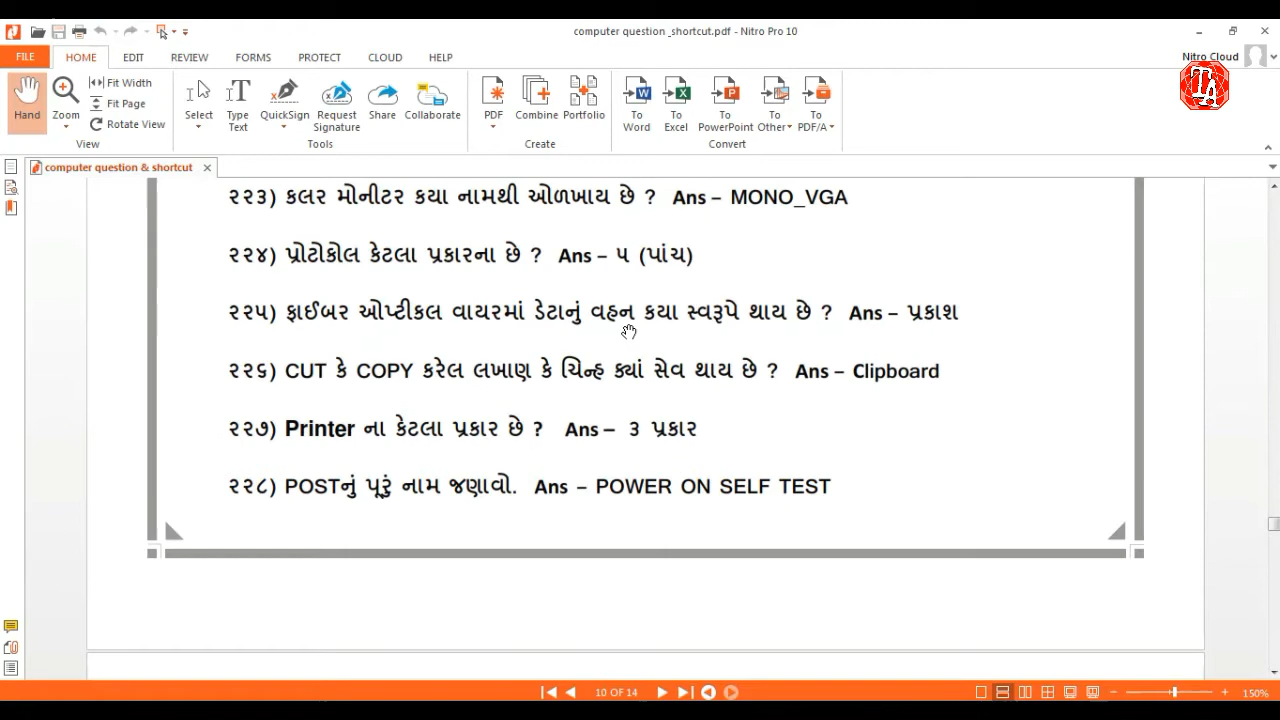 computer question _shortcut.pdf - Nitro Pro 10
FILE HOME EDIT REVIEW FORMS PROTECT CLOUD HELP Nitro Cloud
Hand Zoom Fit Width Fit Page Rotate View Select Type Text QuickSign Request Signature Share Collaborate PDF Combine Portfolio To Word To Excel To PowerPoint To Other To PDF/A
View Tools Create Convert
TA
computer question & shortcut
૨૨૩) કલર મોનીટર કયા નામથી ઓળખાય છે ? Ans – MONO_VGA
૨૨૪) પ્રોટોકોલ કેટલા પ્રકારના છે ? Ans – ૫ (પાંચ)
૨૨૫) ફાઈબર ઓપ્ટીકલ વાયરમાં ડેટાનું વહન કયા સ્વરૂપે થાય છે ? Ans – પ્રકાશ
૨૨૬) CUT કે COPY કરેલ લખાણ કે ચિન્હ ક્યાં સેવ થાય છે ? Ans – Clipboard
૨૨૭) Printer ના કેટલા પ્રકાર છે ? Ans – ૩ પ્રકાર
૨૨૮) POSTનું પૂરું નામ જણાવો. Ans – POWER ON SELF TEST
10 OF 14
150%